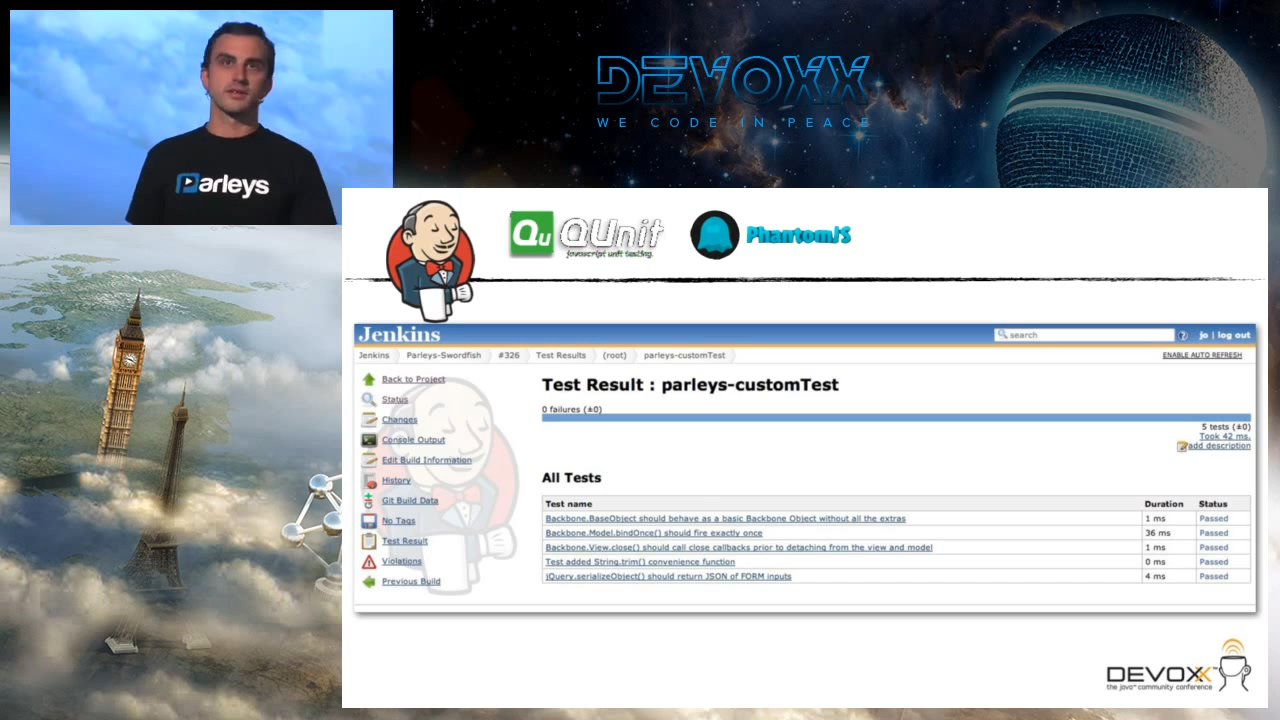 Parleys
DEVOXX
WE CODE IN PEACE
Qu QUnit
javascript unit testing.
PhantomJS
Jenkins
search
jo | log out
Jenkins Parleys-Swordfish #326 Test Results (root) parleys-customTest
ENABLE AUTO REFRESH
Back to Project
Status
Changes
Console Output
Edit Build Information
History
Git Build Data
No Tags
Test Result
Violations
Previous Build
Test Result : parleys-customTest
0 failures (±0)
5 tests (±0)
Took 42 ms.
add description
All Tests
Test name Duration Status
Backbone.BaseObject should behave as a basic Backbone Object without all the extras 1 ms Passed
Backbone.Model.bindOnce() should fire exactly once 36 ms Passed
Backbone.View.close() should call close callbacks prior to detaching from the view and model 1 ms Passed
Test added String.trim() convenience function 0 ms Passed
jQuery.serializeObject() should return JSON of FORM inputs 4 ms Passed
DEVOXX™
the java™ community conference